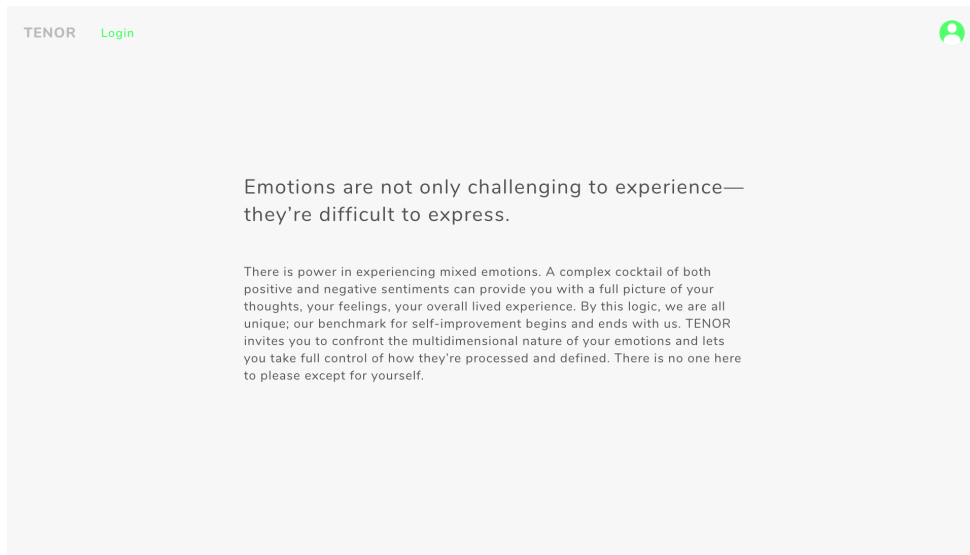 TENOR Login
Emotions are not only challenging to experience—
they’re difficult to express.
There is power in experiencing mixed emotions. A complex cocktail of both
positive and negative sentiments can provide you with a full picture of your
thoughts, your feelings, your overall lived experience. By this logic, we are all
unique; our benchmark for self-improvement begins and ends with us. TENOR
invites you to confront the multidimensional nature of your emotions and lets
you take full control of how they’re processed and defined. There is no one here
to please except for yourself.